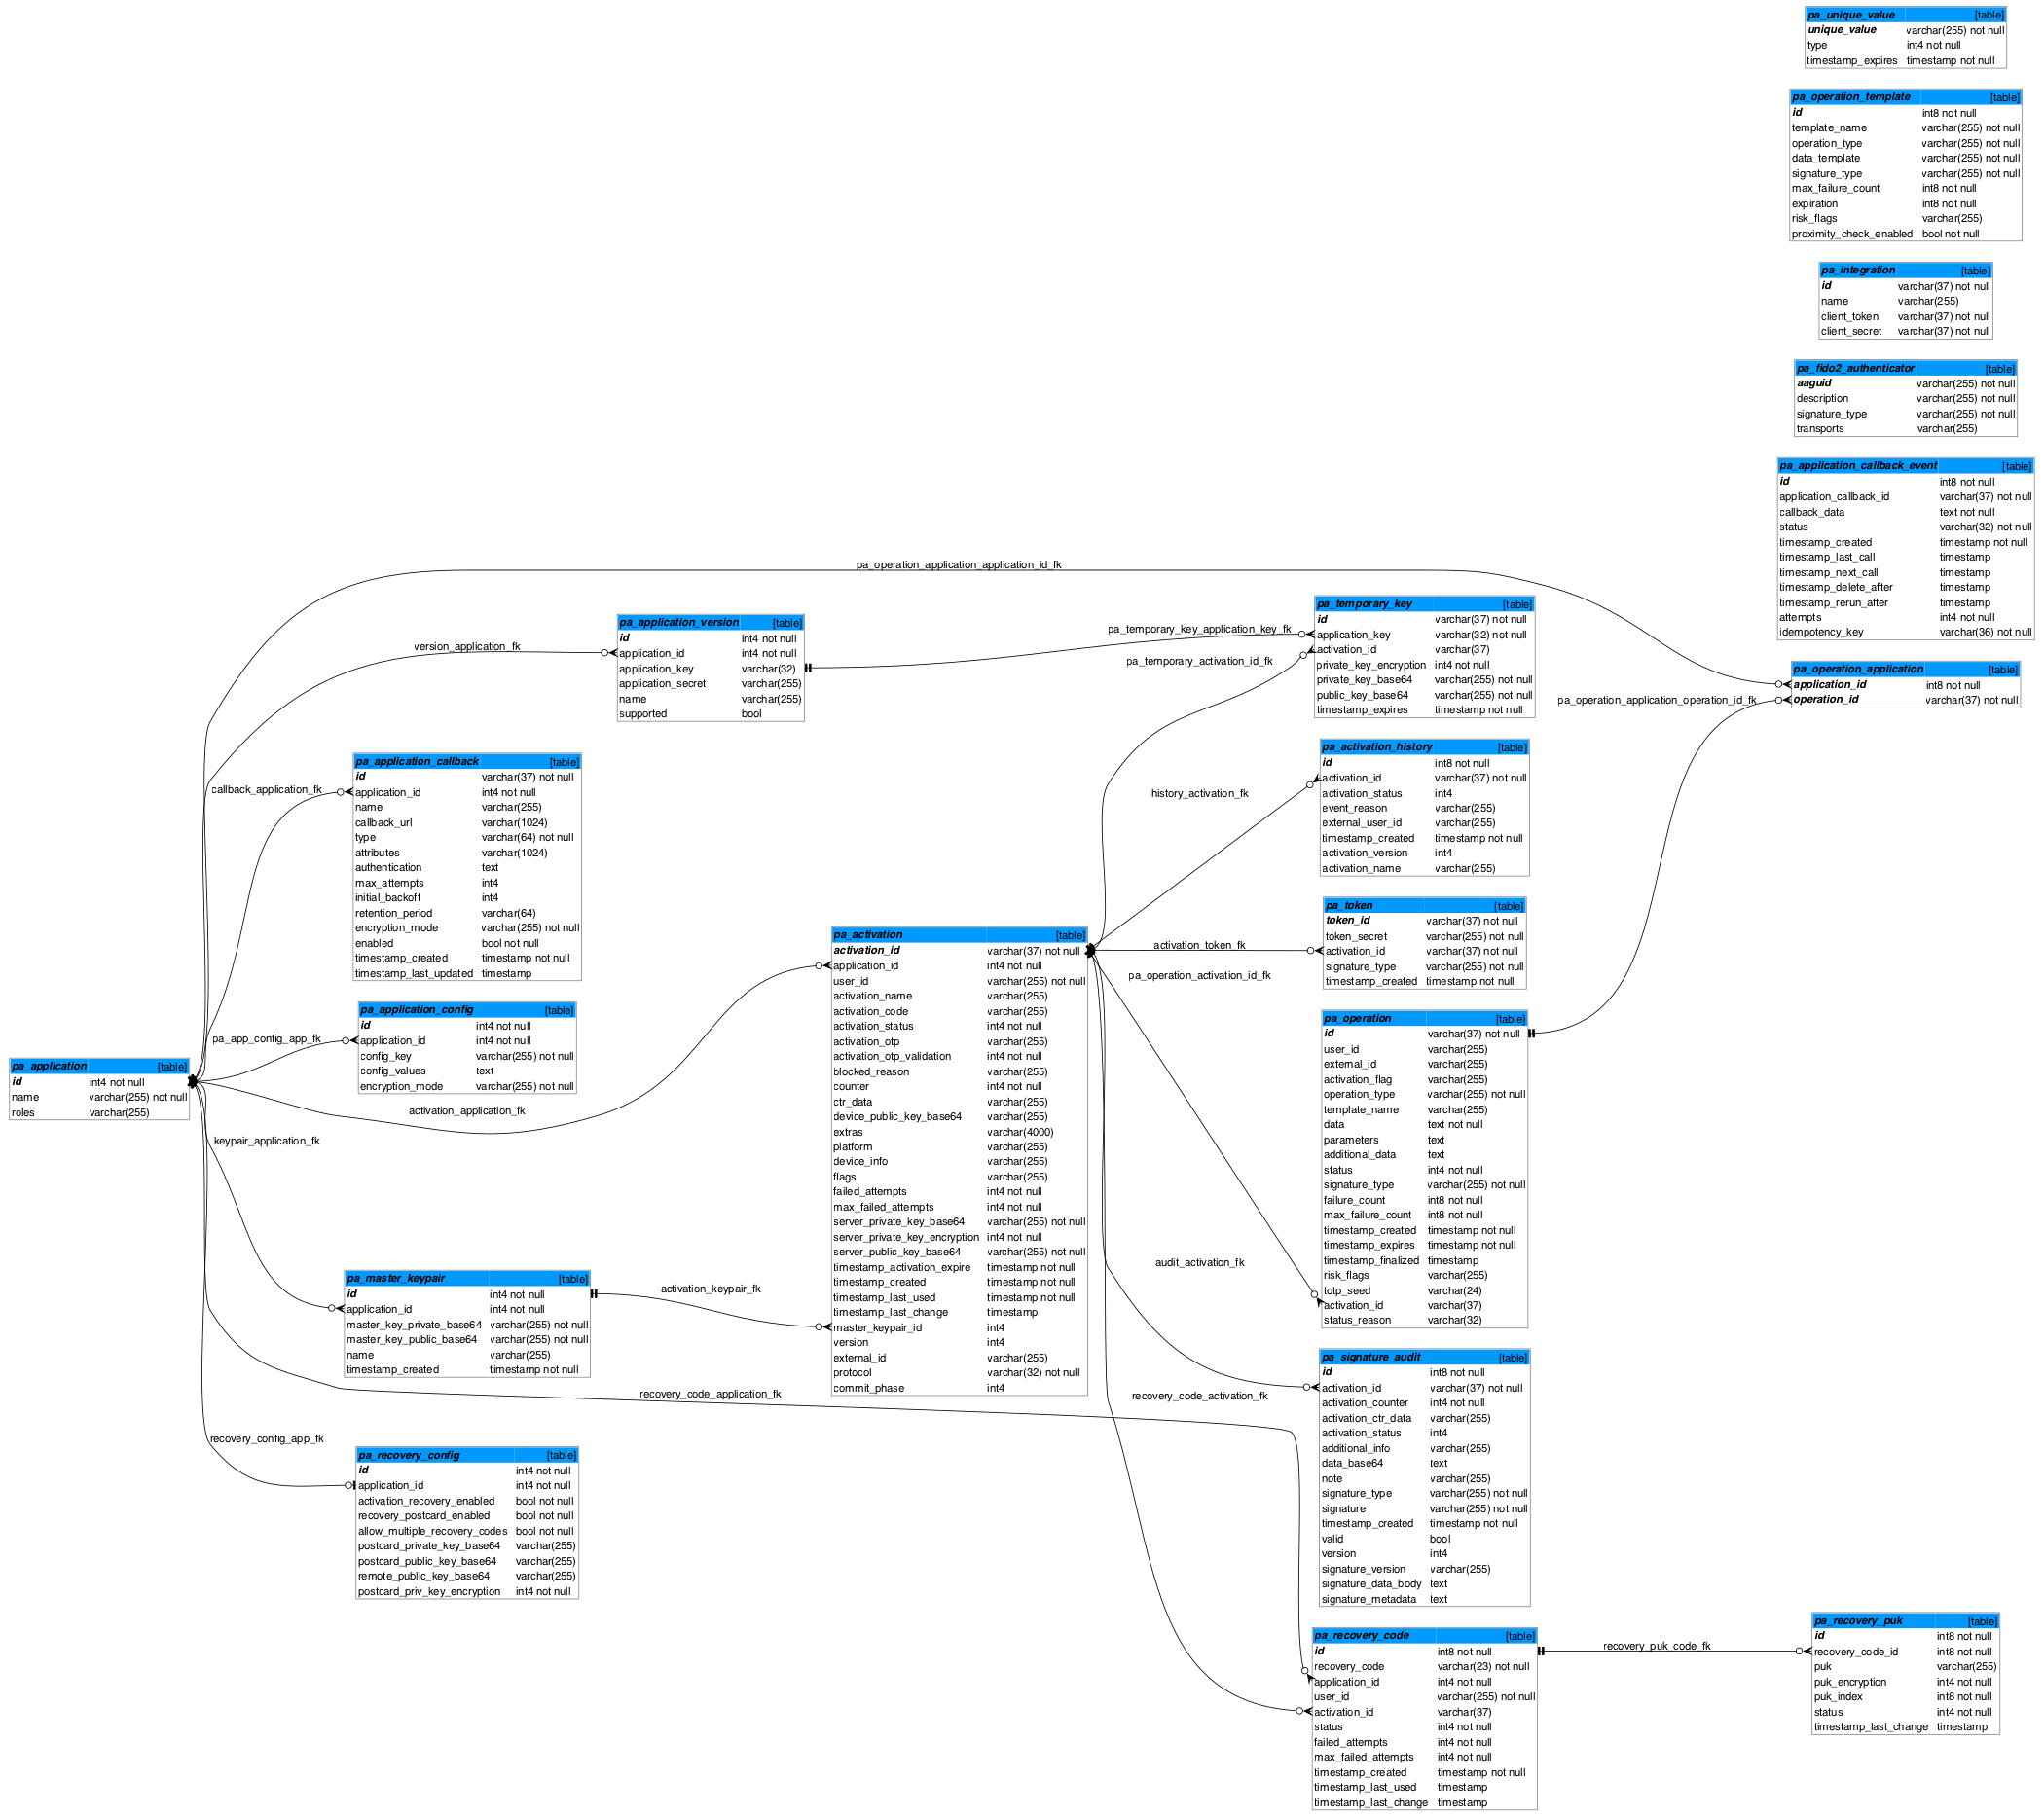 pa_unique_value [table]
unique_value varchar(255) not null
type int4 not null
timestamp_expires timestamp not null
pa_operation_template [table]
id int8 not null
template_name varchar(255) not null
operation_type varchar(255) not null
data_template varchar(255) not null
signature_type varchar(255) not null
max_failure_count int8 not null
expiration int8 not null
risk_flags varchar(255)
proximity_check_enabled bool not null
pa_integration [table]
id varchar(37) not null
name varchar(255)
client_token varchar(37) not null
client_secret varchar(37) not null
pa_fido2_authenticator [table]
aaguid varchar(255) not null
description varchar(255) not null
signature_type varchar(255) not null
transports varchar(255)
pa_application_callback_event [table]
id int8 not null
application_callback_id varchar(37) not null
callback_data text not null
status varchar(32) not null
timestamp_created timestamp not null
timestamp_last_call timestamp
timestamp_next_call timestamp
timestamp_delete_after timestamp
timestamp_rerun_after timestamp
attempts int4 not null
idempotency_key varchar(36) not null
pa_operation_application_application_id_fk
pa_operation_application [table]
application_id int8 not null
operation_id varchar(37) not null
pa_operation_application_operation_id_fk
version_application_fk
pa_application_version [table]
id int4 not null
application_id int4 not null
application_key varchar(32)
application_secret varchar(255)
name varchar(255)
supported bool
pa_temporary_key_application_key_fk
pa_temporary_activation_id_fk
pa_temporary_key [table]
id varchar(37) not null
application_key varchar(32) not null
activation_id varchar(37)
private_key_encryption int4 not null
private_key_base64 varchar(255) not null
public_key_base64 varchar(255) not null
timestamp_expires timestamp not null
callback_application_fk
pa_application_callback [table]
id varchar(37) not null
application_id int4 not null
name varchar(255)
callback_url varchar(1024)
type varchar(64) not null
attributes varchar(1024)
authentication text
max_attempts int4
initial_backoff int4
retention_period varchar(64)
encryption_mode varchar(255) not null
enabled bool not null
timestamp_created timestamp not null
timestamp_last_updated timestamp
history_activation_fk
pa_activation_history [table]
id int8 not null
activation_id varchar(37) not null
activation_status int4
event_reason varchar(255)
external_user_id varchar(255)
timestamp_created timestamp not null
activation_version int4
activation_name varchar(255)
activation_token_fk
pa_token [table]
token_id varchar(37) not null
token_secret varchar(255) not null
activation_id varchar(37) not null
signature_type varchar(255) not null
timestamp_created timestamp not null
pa_operation_activation_id_fk
pa_app_config_app_fk
pa_application_config [table]
id int4 not null
application_id int4 not null
config_key varchar(255) not null
config_values text
encryption_mode varchar(255) not null
pa_application [table]
id int4 not null
name varchar(255) not null
roles varchar(255)
activation_application_fk
keypair_application_fk
pa_activation [table]
activation_id varchar(37) not null
application_id int4 not null
user_id varchar(255) not null
activation_name varchar(255)
activation_code varchar(255)
activation_status int4 not null
activation_otp varchar(255)
activation_otp_validation int4 not null
blocked_reason varchar(255)
counter int4 not null
ctr_data varchar(255)
device_public_key_base64 varchar(255)
extras varchar(4000)
platform varchar(255)
device_info varchar(255)
flags varchar(255)
failed_attempts int4 not null
max_failed_attempts int4 not null
server_private_key_base64 varchar(255) not null
server_private_key_encryption int4 not null
server_public_key_base64 varchar(255) not null
timestamp_activation_expire timestamp not null
timestamp_created timestamp not null
timestamp_last_used timestamp not null
timestamp_last_change timestamp
master_keypair_id int4
version int4
external_id varchar(255)
protocol varchar(32) not null
commit_phase int4
pa_operation [table]
id varchar(37) not null
user_id varchar(255)
external_id varchar(255)
activation_flag varchar(255)
operation_type varchar(255) not null
template_name varchar(255)
data text not null
parameters text
additional_data text
status int4 not null
signature_type varchar(255) not null
failure_count int8 not null
max_failure_count int8 not null
timestamp_created timestamp not null
timestamp_expires timestamp not null
timestamp_finalized timestamp
risk_flags varchar(255)
totp_seed varchar(24)
activation_id varchar(37)
status_reason varchar(32)
audit_activation_fk
pa_master_keypair [table]
id int4 not null
application_id int4 not null
master_key_private_base64 varchar(255) not null
master_key_public_base64 varchar(255) not null
name varchar(255)
timestamp_created timestamp not null
activation_keypair_fk
recovery_code_application_fk
recovery_code_activation_fk
pa_signature_audit [table]
id int8 not null
activation_id varchar(37) not null
activation_counter int4 not null
activation_ctr_data varchar(255)
activation_status int4
additional_info varchar(255)
data_base64 text
note varchar(255)
signature_type varchar(255) not null
signature varchar(255) not null
timestamp_created timestamp not null
valid bool
version int4
signature_version varchar(255)
signature_data_body text
signature_metadata text
recovery_config_app_fk
pa_recovery_config [table]
id int4 not null
application_id int4 not null
activation_recovery_enabled bool not null
recovery_postcard_enabled bool not null
allow_multiple_recovery_codes bool not null
postcard_private_key_base64 varchar(255)
postcard_public_key_base64 varchar(255)
remote_public_key_base64 varchar(255)
postcard_priv_key_encryption int4 not null
pa_recovery_code [table]
id int8 not null
recovery_code varchar(23) not null
application_id int4 not null
user_id varchar(255) not null
activation_id varchar(37)
status int4 not null
failed_attempts int4 not null
max_failed_attempts int4 not null
timestamp_created timestamp not null
timestamp_last_used timestamp
timestamp_last_change timestamp
recovery_puk_code_fk
pa_recovery_puk [table]
id int8 not null
recovery_code_id int8 not null
puk varchar(255)
puk_encryption int4 not null
puk_index int8 not null
status int4 not null
timestamp_last_change timestamp